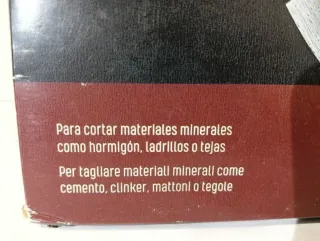 Para cortar materiales minerales
como hormigón, ladrillos o tejas
Per tagliare materiali minerali come
cemento, clinker, mattoni o tegole